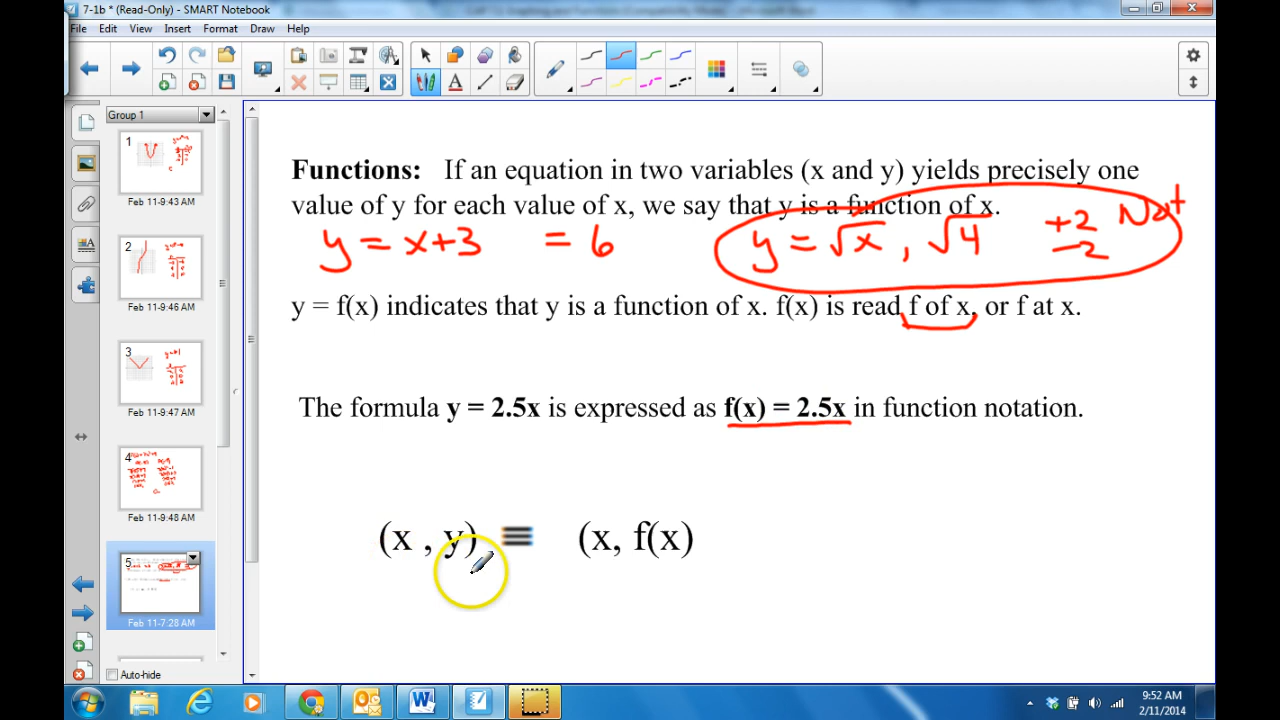 7-1b * (Read-Only) - SMART Notebook
File Edit View Insert Format Draw Help
Group 1
1
Feb 11-9:43 AM
2
Feb 11-9:46 AM
3
Feb 11-9:47 AM
4
Feb 11-9:48 AM
5
Feb 11-7:28 AM
Auto-hide
Functions: If an equation in two variables (x and y) yields precisely one
value of y for each value of x, we say that y is a function of x.
y = x+3 = 6 y = √x , √4 +2 Not
-2
y = f(x) indicates that y is a function of x. f(x) is read f of x, or f at x.
The formula y = 2.5x is expressed as f(x) = 2.5x in function notation.
(x , y) ≡ (x, f(x)
9:52 AM
2/11/2014